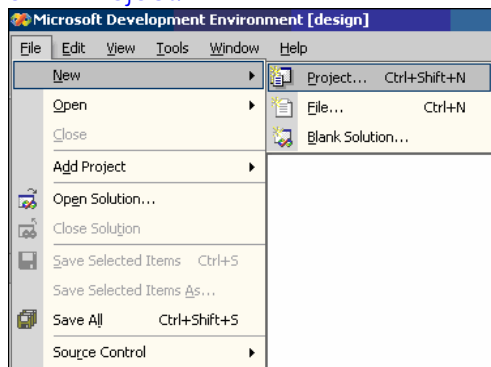 Microsoft Development Environment [design]
File Edit View Tools Window Help
New
Project... Ctrl+Shift+N
Open
File... Ctrl+N
Close
Blank Solution...
Add Project
Open Solution...
Close Solution
Save Selected Items Ctrl+S
Save Selected Items As...
Save All Ctrl+Shift+S
Source Control